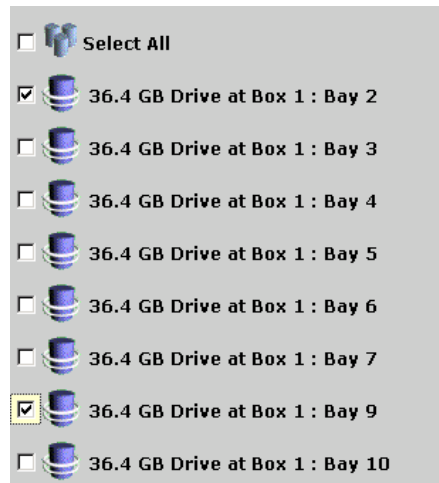 Select All
36.4 GB Drive at Box 1 : Bay 2
36.4 GB Drive at Box 1 : Bay 3
36.4 GB Drive at Box 1 : Bay 4
36.4 GB Drive at Box 1 : Bay 5
36.4 GB Drive at Box 1 : Bay 6
36.4 GB Drive at Box 1 : Bay 7
36.4 GB Drive at Box 1 : Bay 9
36.4 GB Drive at Box 1 : Bay 10